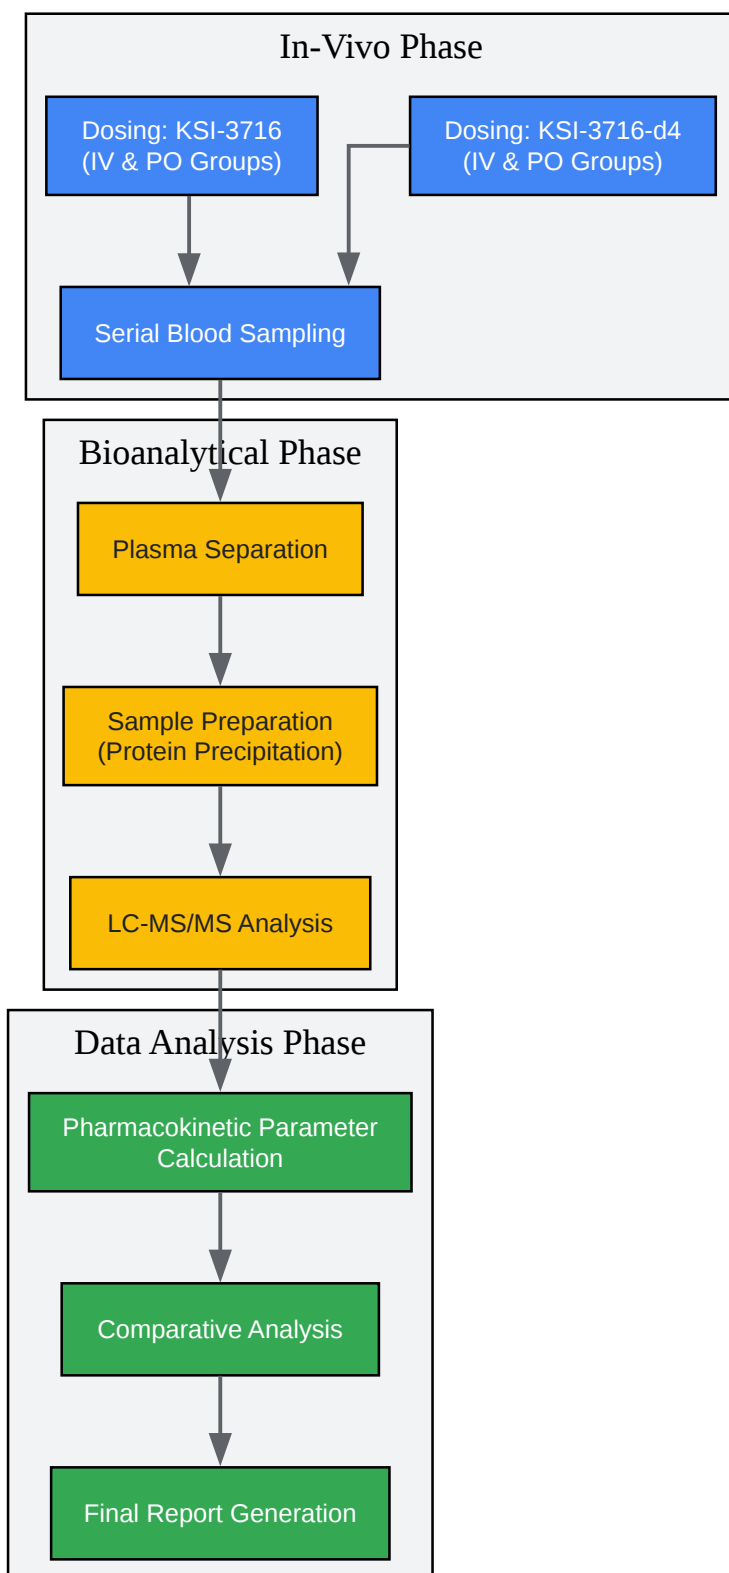 In-Vivo Phase
Dosing: KSI-3716
(IV & PO Groups)
Dosing: KSI-3716-d4
(IV & PO Groups)
Serial Blood Sampling
Bioanalytical Phase
Plasma Separation
Sample Preparation
(Protein Precipitation)
LC-MS/MS Analysis
Data Analysis Phase
Pharmacokinetic Parameter
Calculation
Comparative Analysis
Final Report Generation